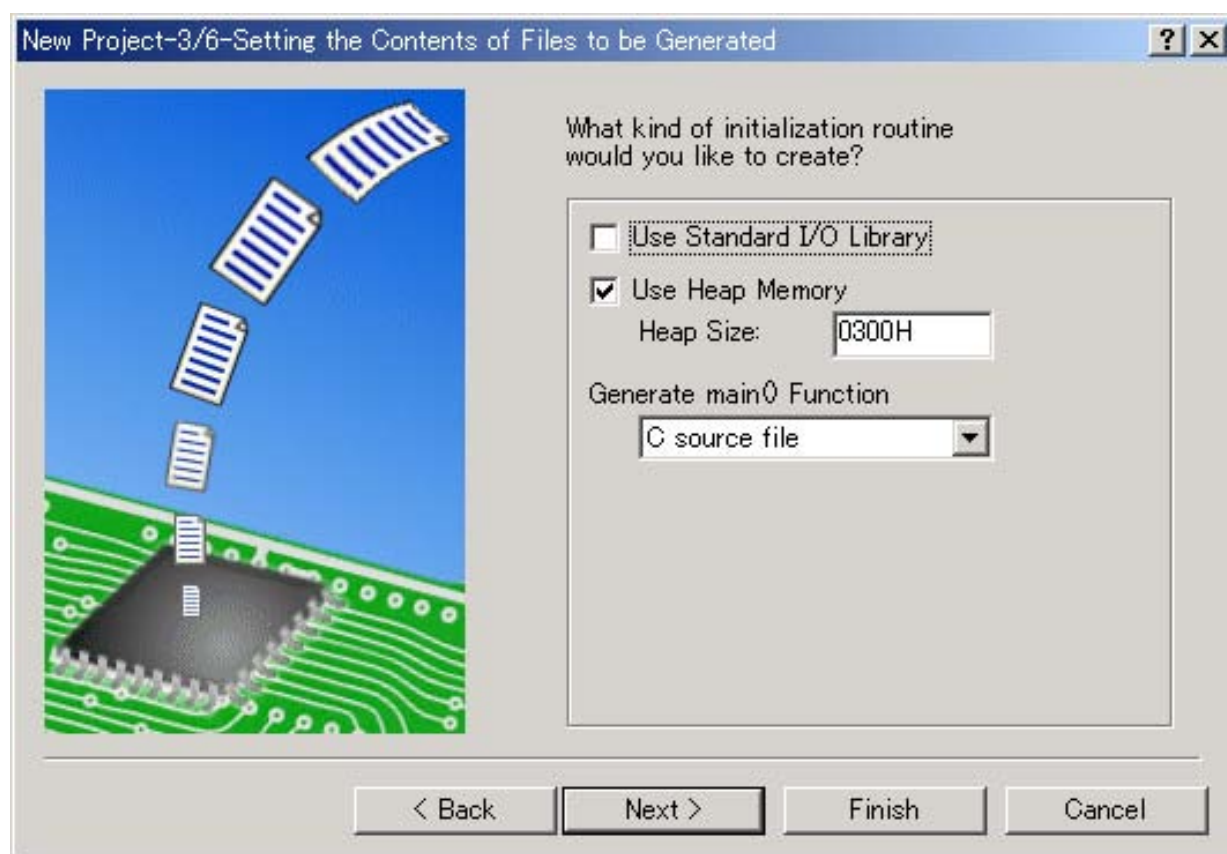 New Project-3/6-Setting the Contents of Files to be Generated
What kind of initialization routine
would you like to create?
Use Standard I/O Library
Use Heap Memory
Heap Size: 0300H
Generate main() Function
C source file
< Back Next > Finish Cancel